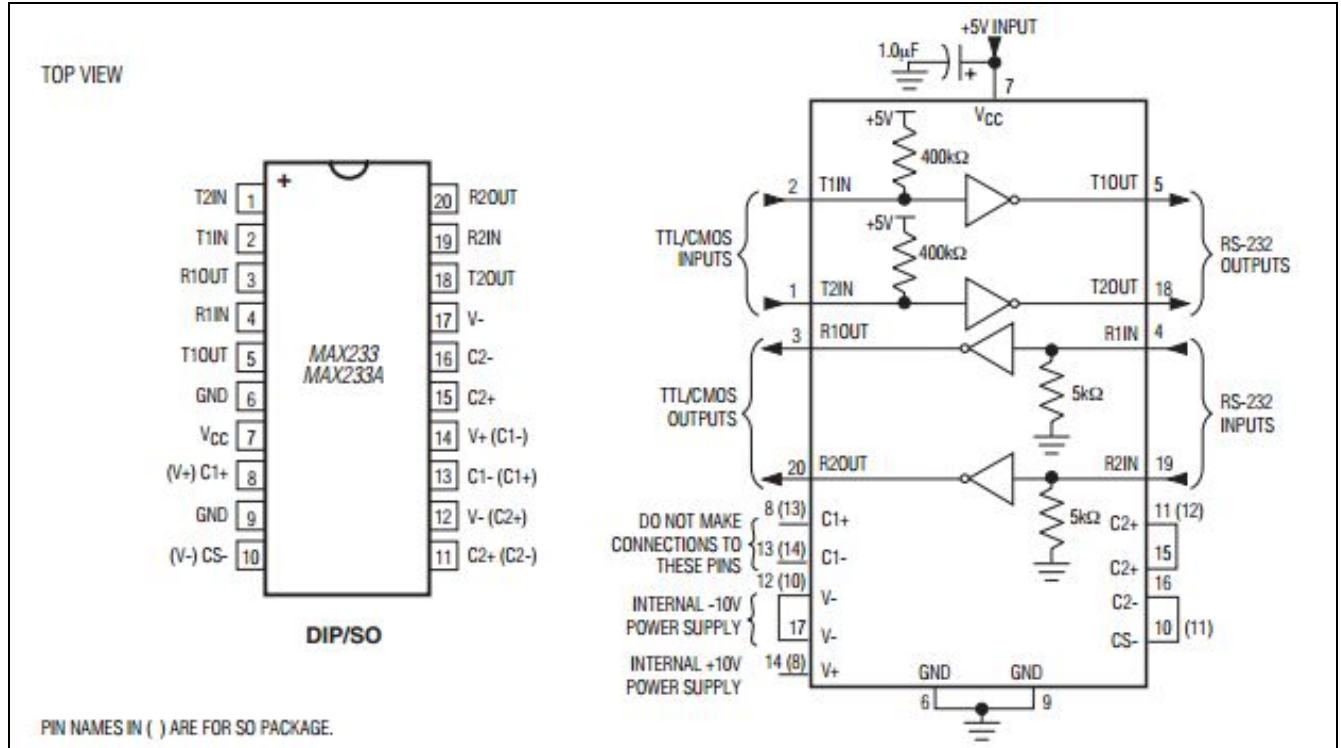 TOP VIEW
+
T2IN 1
T1IN 2
R1OUT 3
R1IN 4
T1OUT 5
GND 6
VCC 7
(V+) C1+ 8
GND 9
(V-) CS- 10
20 R2OUT
19 R2IN
18 T2OUT
17 V-
16 C2-
15 C2+
14 V+ (C1-)
13 C1- (C1+)
12 V- (C2+)
11 C2+ (C2-)
MAX233
MAX233A
DIP/SO
PIN NAMES IN ( ) ARE FOR SO PACKAGE.
+5V INPUT
1.0µF
+
7
VCC
+5V
400kΩ
2 T1IN
T1OUT 5
+5V
400kΩ
TTL/CMOS
INPUTS
RS-232
OUTPUTS
1 T2IN
T2OUT 18
3 R1OUT
R1IN 4
5kΩ
TTL/CMOS
OUTPUTS
RS-232
INPUTS
20 R2OUT
R2IN 19
5kΩ
8 (13) C1+
DO NOT MAKE
CONNECTIONS TO
THESE PINS
13 (14) C1-
11 (12)
C2+
15
C2+
16
C2-
10 (11)
CS-
12 (10)
V-
INTERNAL -10V
POWER SUPPLY
17
V-
INTERNAL +10V
POWER SUPPLY
14 (8) V+
GND GND
6 9